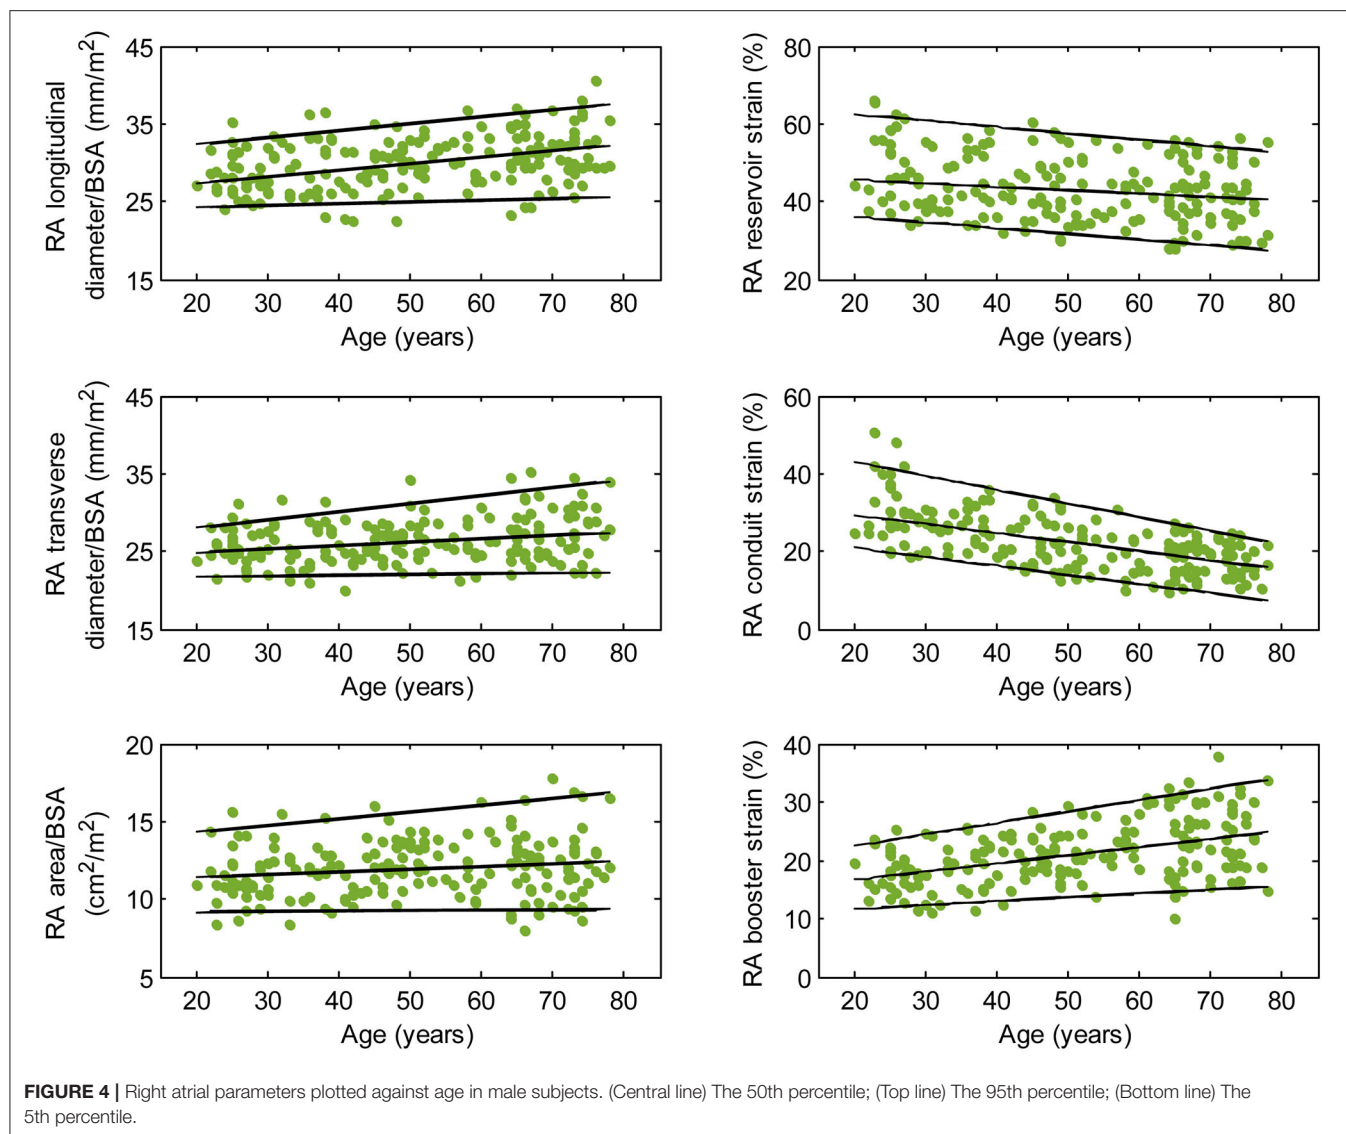 RA longitudinal
diameter/BSA (mm/m²)
45
35
25
15
20 30 40 50 60 70 80
Age (years)
RA reservoir strain (%)
80
60
40
20
20 30 40 50 60 70 80
Age (years)
RA transverse
diameter/BSA (mm/m²)
45
35
25
15
20 30 40 50 60 70 80
Age (years)
RA conduit strain (%)
60
40
20
0
20 30 40 50 60 70 80
Age (years)
RA area/BSA
(cm²/m²)
20
15
10
5
20 30 40 50 60 70 80
Age (years)
RA booster strain (%)
40
30
20
10
0
20 30 40 50 60 70 80
Age (years)
FIGURE 4 | Right atrial parameters plotted against age in male subjects. (Central line) The 50th percentile; (Top line) The 95th percentile; (Bottom line) The
5th percentile.